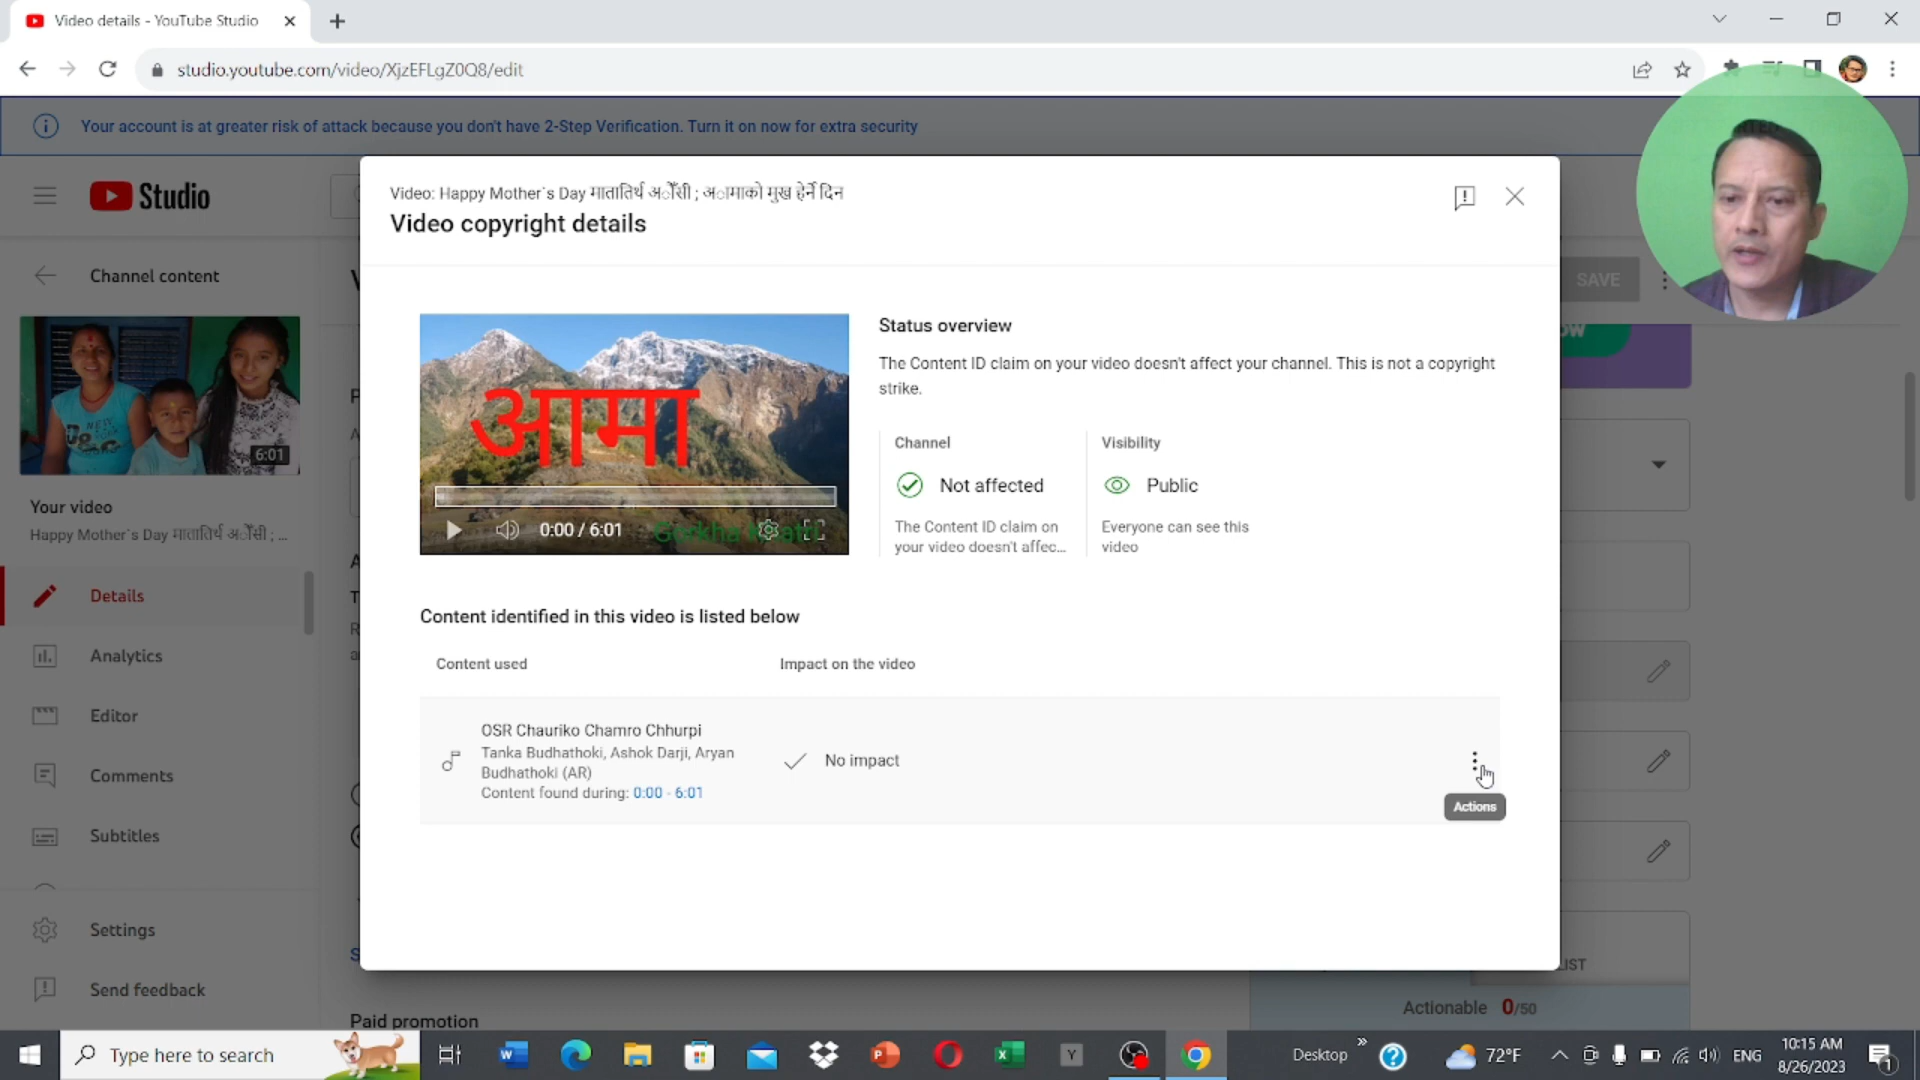 Video details - YouTube Studio
studio.youtube.com/video/XjzEFLgZ0Q8/edit
Your account is at greater risk of attack because you don't have 2-Step Verification. Turn it on now for extra security
Studio
Video: Happy Mother`s Day मातातिर्थ अौँसी ; अामाको मुख हेर्ने दिन
Video copyright details
Channel content
SAVE
6:01
Your video
Happy Mother`s Day मातातिर्थ अौँसी ; ...
Details
Analytics
Editor
Comments
Subtitles
Settings
Send feedback
आमा
0:00 / 6:01
Gorkha Khatri
Status overview
The Content ID claim on your video doesn't affect your channel. This is not a copyright
strike.
Channel
Not affected
The Content ID claim on
your video doesn't affec...
Visibility
Public
Everyone can see this
video
Content identified in this video is listed below
Content used
Impact on the video
OSR Chauriko Chamro Chhurpi
Tanka Budhathoki, Ashok Darji, Aryan
Budhathoki (AR)
Content found during: 0:00 - 6:01
No impact
Actions
Paid promotion
Actionable 0/50
Type here to search
Desktop
72°F
ENG
10:15 AM
8/26/2023
1